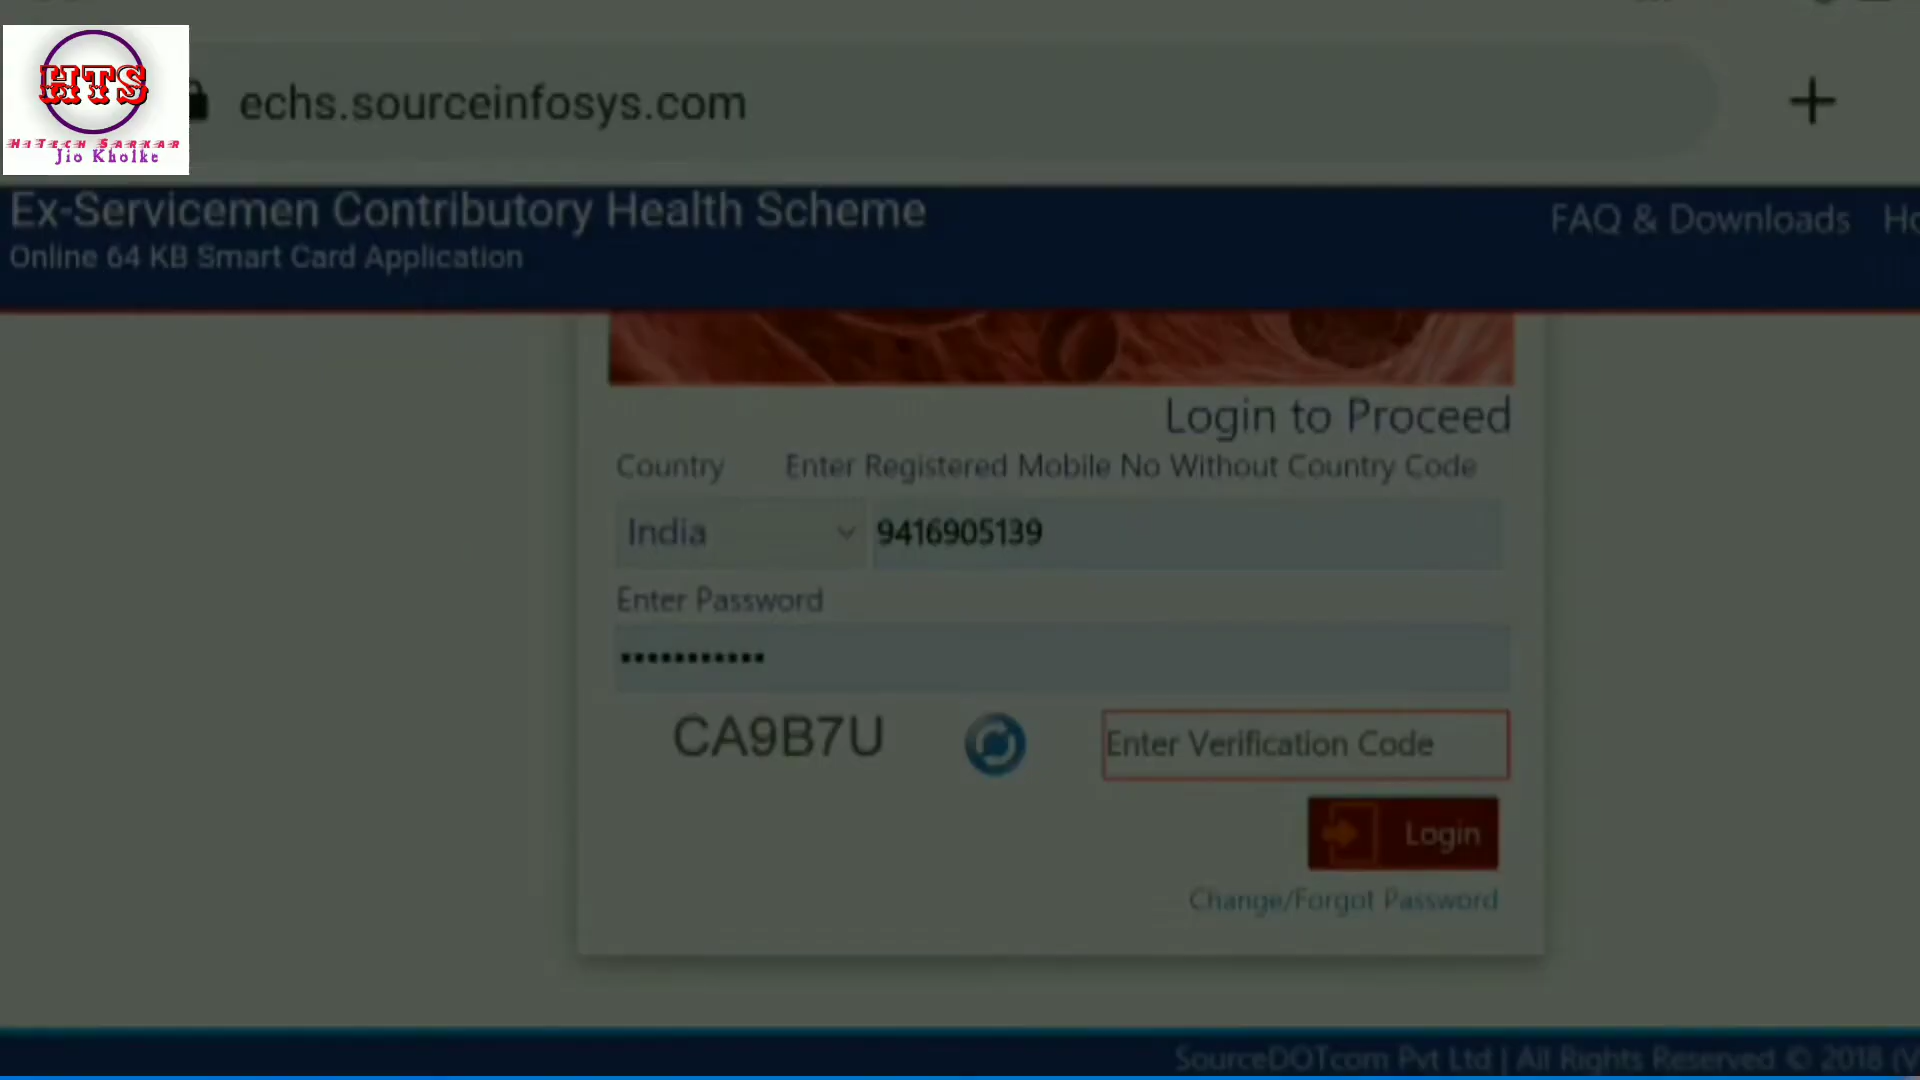 HTS
HiTech Sarkar
Jio Kholke
echs.sourceinfosys.com
+
Ex-Servicemen Contributory Health Scheme
FAQ & Downloads
Online 64 KB Smart Card Application
Login to Proceed
Country Enter Registered Mobile No Without Country Code
India 9416905139
Enter Password
•••••••••••
CA9B7U Enter Verification Code
Login
Change/Forgot Password
SourceDOTcom Pvt Ltd | All Rights Reserved © 2018